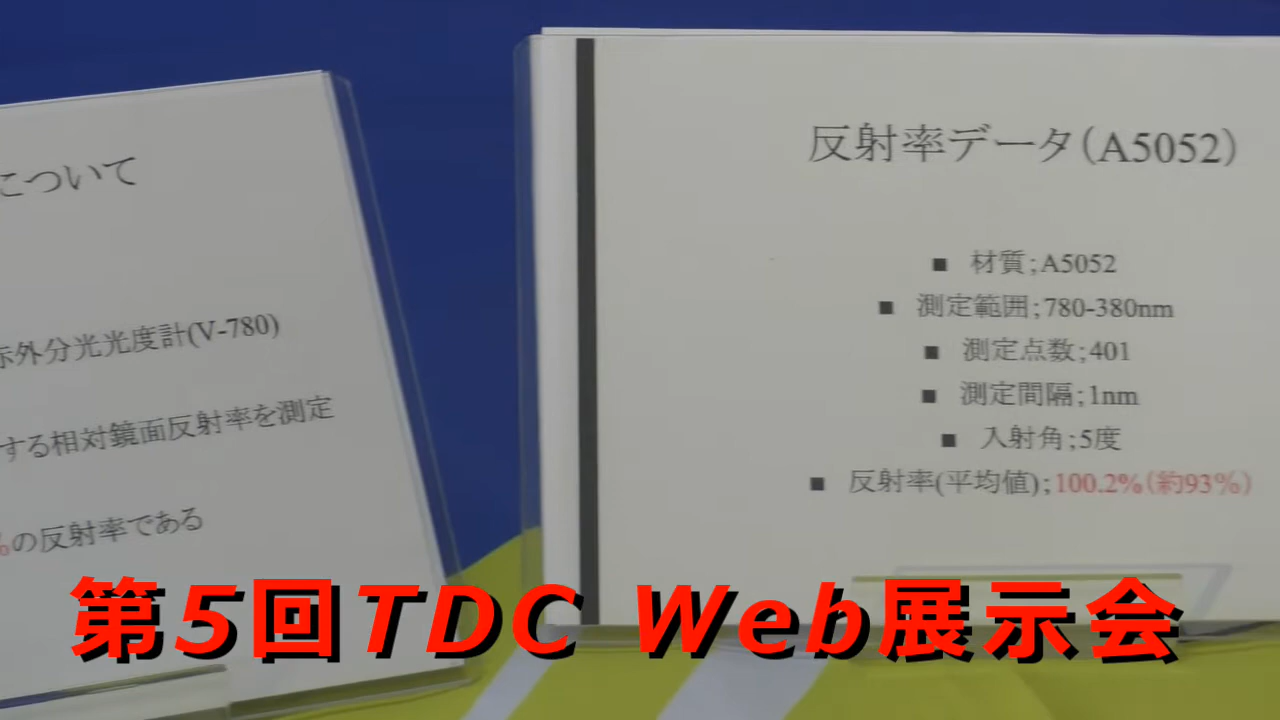 について
外分光光度計(V-780)
する相対鏡面反射率を測定
%の反射率である
反射率データ(A5052)
■ 材質;A5052
■ 測定範囲;780-380nm
■ 測定点数;401
■ 測定間隔;1nm
■ 入射角;5度
■ 反射率(平均値);100.2%(約93%)
第5回TDC Web展示会